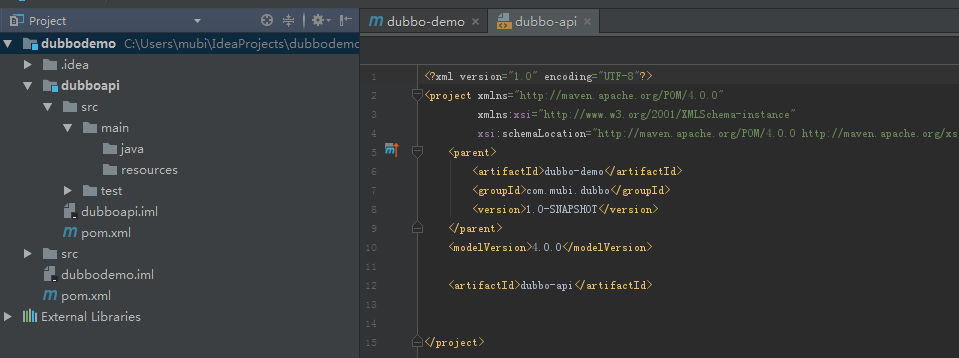 Project
dubbodemo C:\Users\mubi\IdeaProjects\dubbodemo
.idea
dubboapi
src
main
java
resources
test
dubboapi.iml
pom.xml
src
dubbodemo.iml
pom.xml
External Libraries
dubbo-demo
dubbo-api
1 <?xml version="1.0" encoding="UTF-8"?>
2 <project xmlns="http://maven.apache.org/POM/4.0.0"
3 xmlns:xsi="http://www.w3.org/2001/XMLSchema-instance"
4 xsi:schemaLocation="http://maven.apache.org/POM/4.0.0 http://maven.apache.org/xs
5 <parent>
6 <artifactId>dubbo-demo</artifactId>
7 <groupId>com.mubi.dubbo</groupId>
8 <version>1.0-SNAPSHOT</version>
9 </parent>
10 <modelVersion>4.0.0</modelVersion>
11
12 <artifactId>dubbo-api</artifactId>
13
14
15 </project>